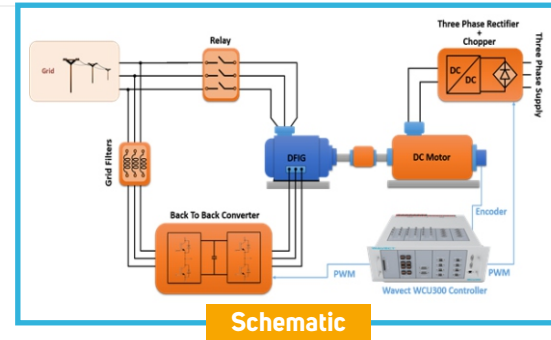 Three Phase Rectifier
+
Chopper
Three Phase Supply
Relay
Grid
DC
DC
DFIG
DC Motor
Grid Filters
Back To Back Converter
Encoder
PWM
PWM
Wavect WCU300 Controller
Schematic